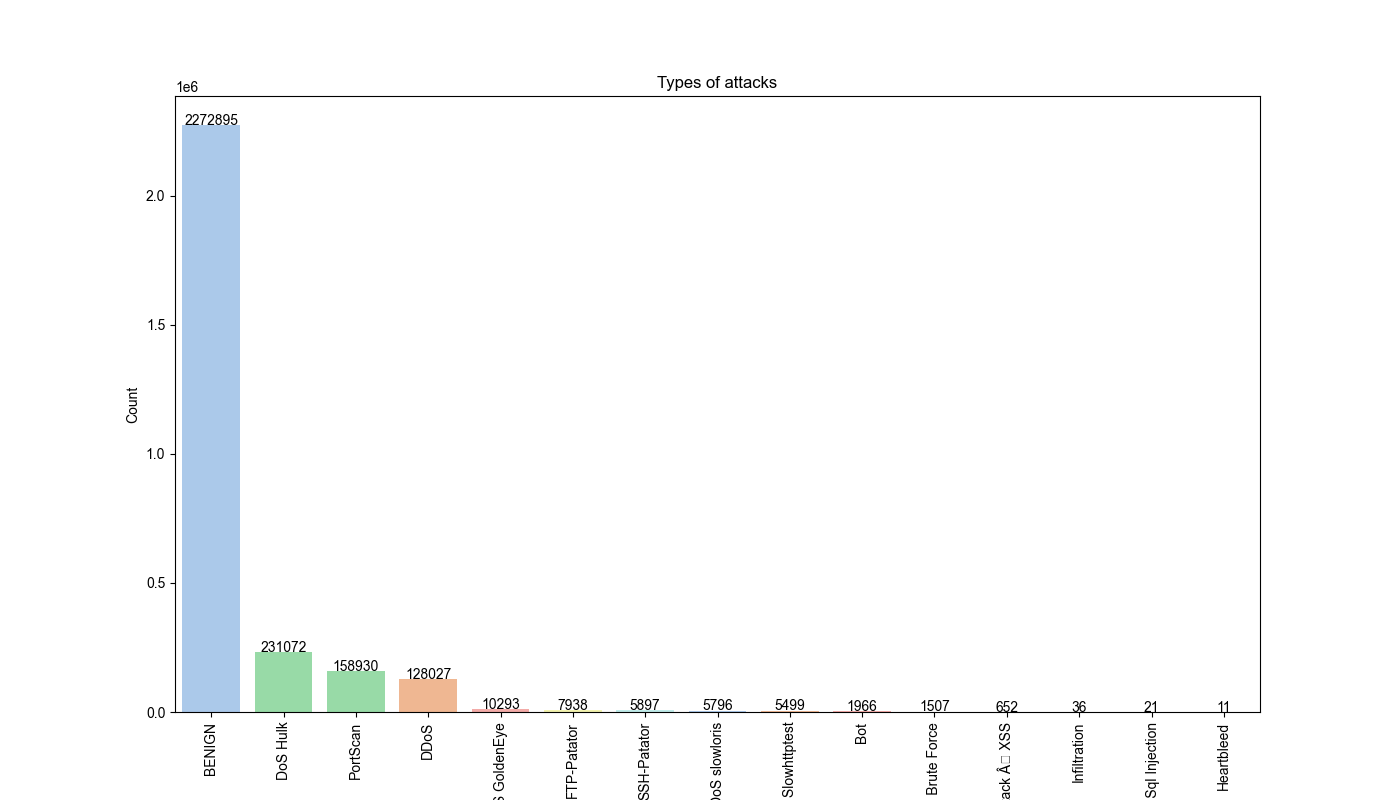 Types of attacks
1e6
2.0
1.5
1.0
0.5
0.0
Count
2272895
231072
158930
128027
10293
7938
5897
5796
5499
1966
1507
652
36
21
11
BENIGN
DoS Hulk
PortScan
DDoS
S GoldenEye
FTP-Patator
SSH-Patator
DoS slowloris
Slowhttptest
Bot
Brute Force
ack Â□ XSS
Infiltration
Sql Injection
Heartbleed